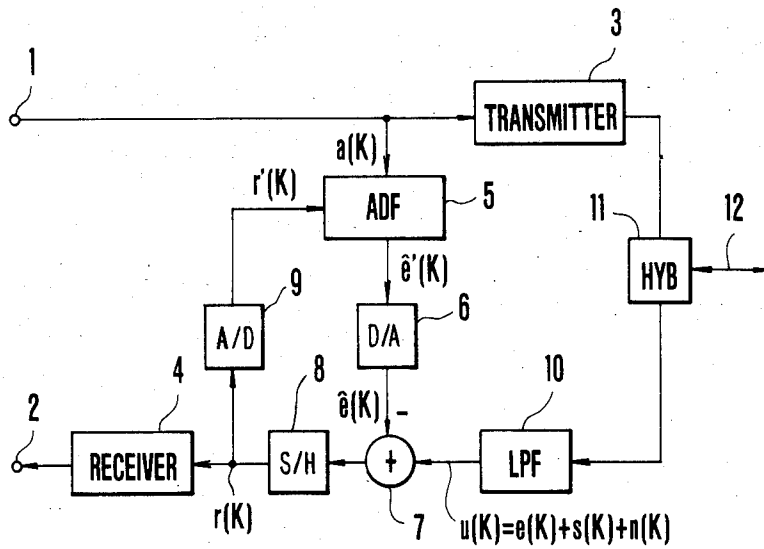 3
1
TRANSMITTER
a(K)
r'(K)
ADF
5
11
12
HYB
ê'(K)
9
6
A/D
D/A
8
10
4
ê(K)
-
2
RECEIVER
S/H
+
LPF
r(K)
7
u(K)=e(K)+s(K)+n(K)